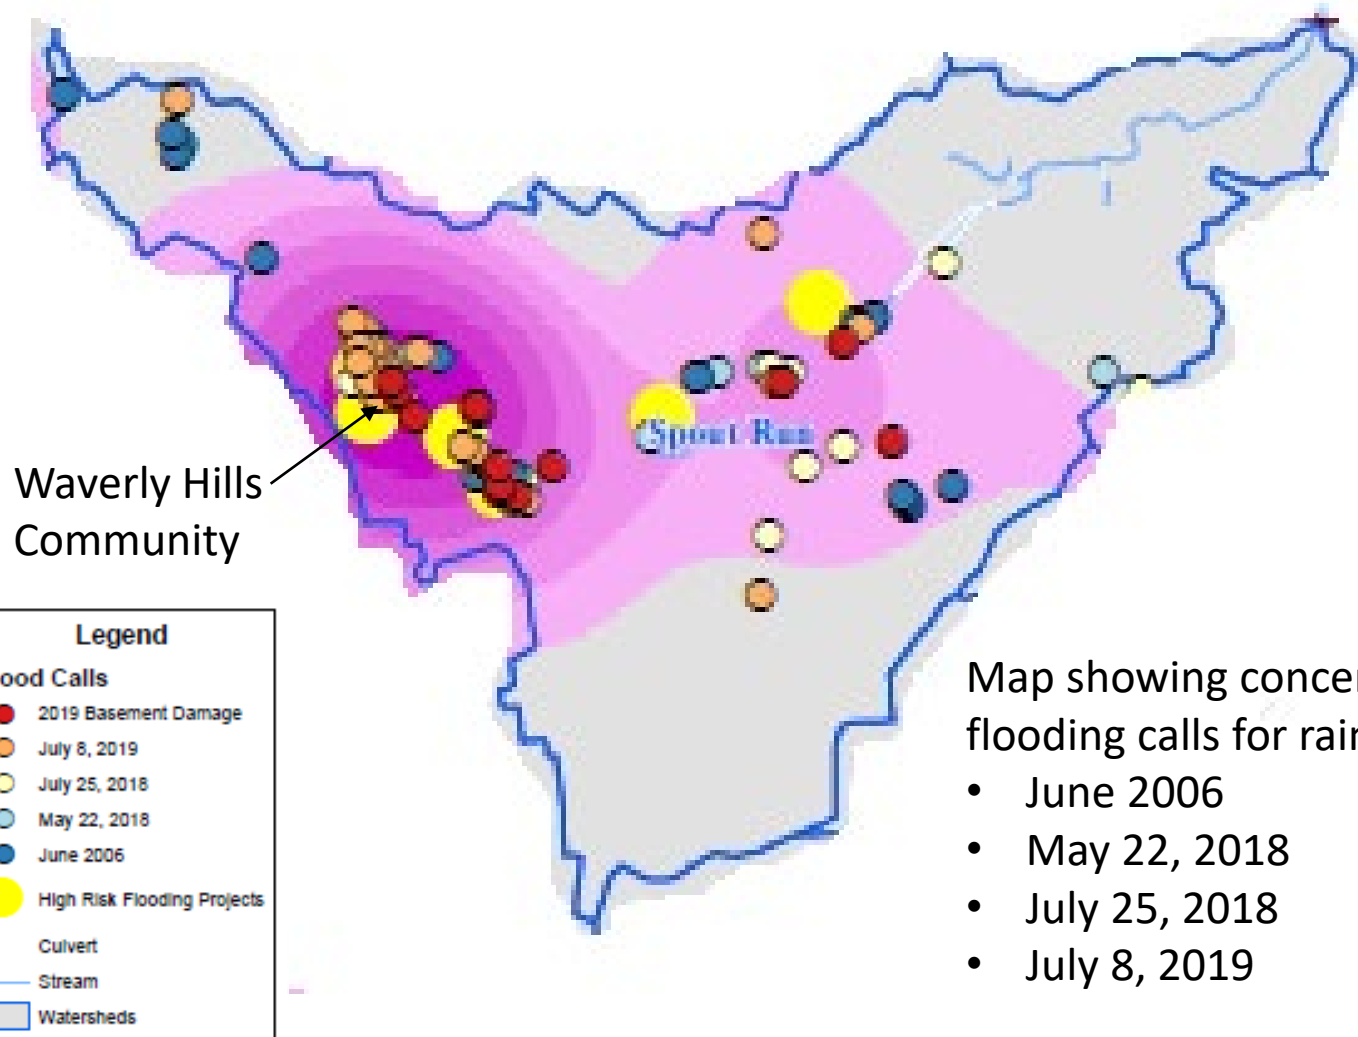 Spout Run
Waverly Hills
Community
Legend
ood Calls
2019 Basement Damage
July 8, 2019
July 25, 2018
May 22, 2018
June 2006
High Risk Flooding Projects
Culvert
Stream
Watersheds
Map showing concen
flooding calls for rain
• June 2006
• May 22, 2018
• July 25, 2018
• July 8, 2019